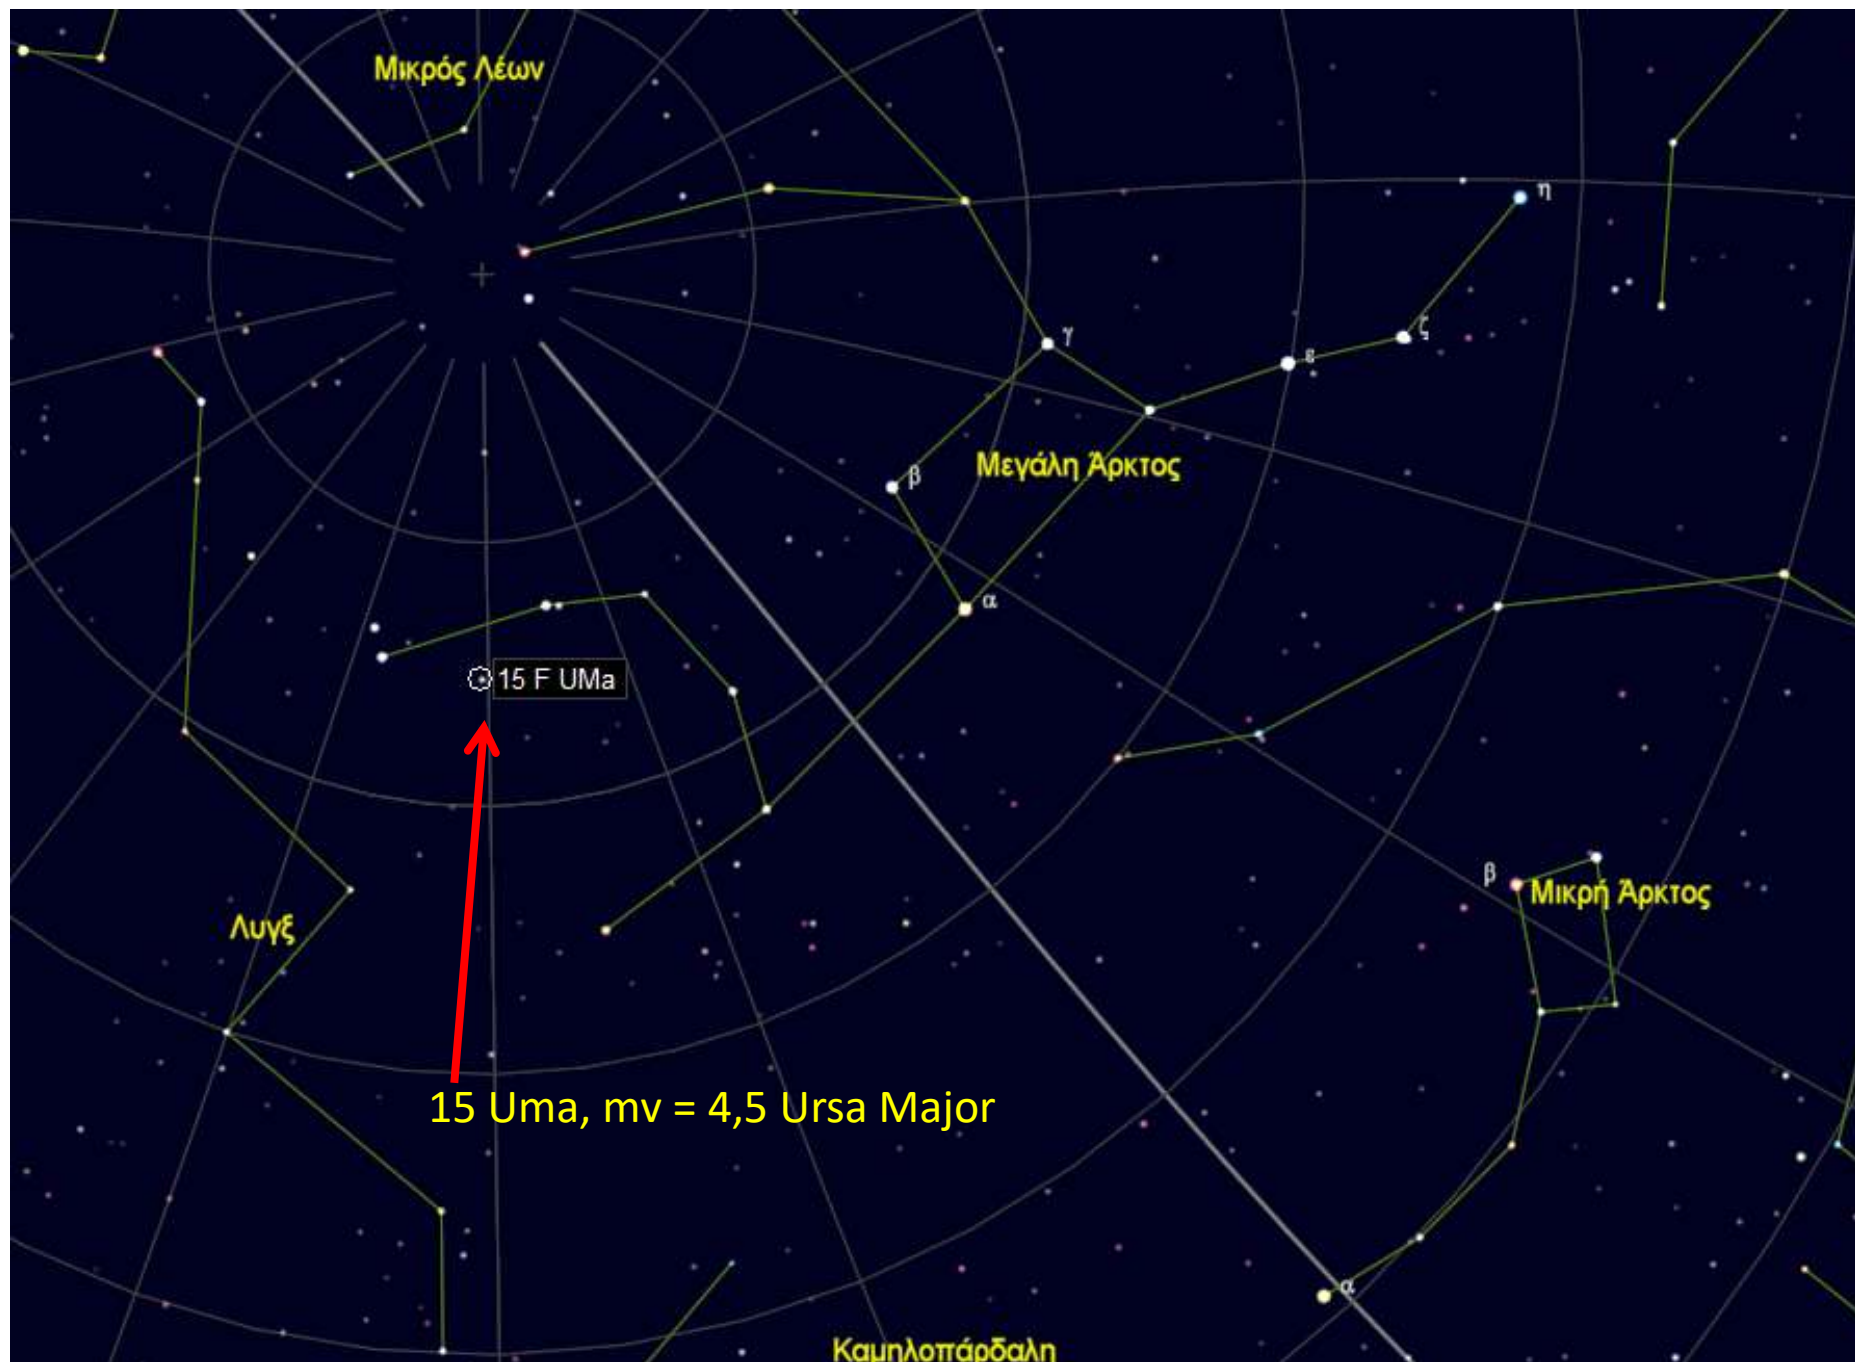 Μικρός Λέων
η
γ
ε
ζ
Μεγάλη Άρκτος
β
α
15 F UMa
β
Μικρή Άρκτος
Λυγξ
15 Uma, mv = 4,5 Ursa Major
α
Καμηλοπάρδαλη